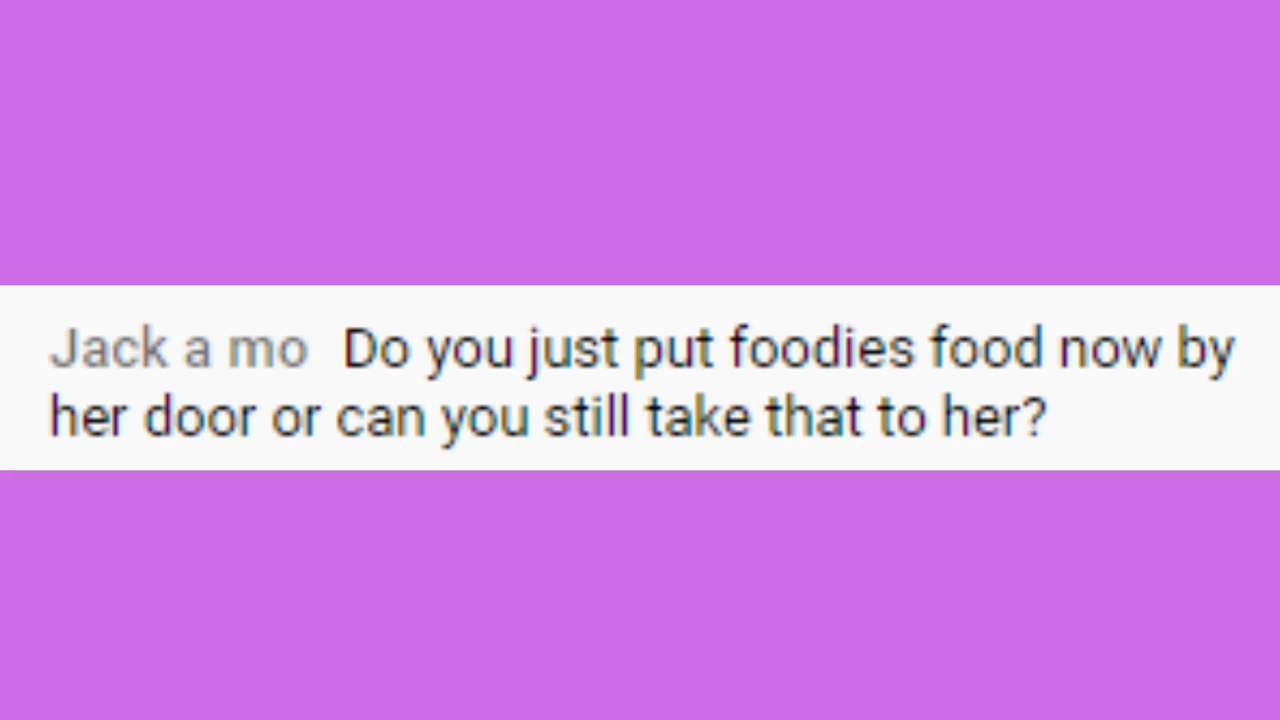 Jack a mo Do you just put foodies food now by
her door or can you still take that to her?